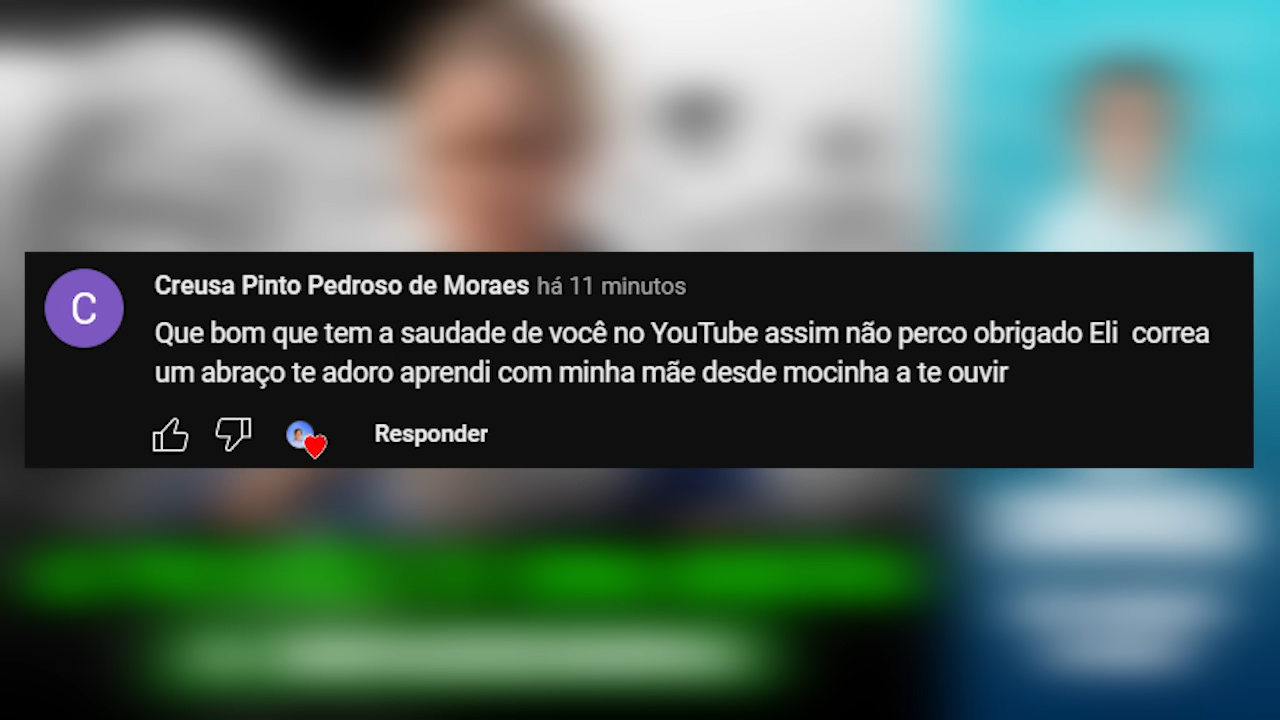 C
Creusa Pinto Pedroso de Moraes há 11 minutos
Que bom que tem a saudade de você no YouTube assim não perco obrigado Eli  correa
um abraço te adoro aprendi com minha mãe desde mocinha a te ouvir
Responder